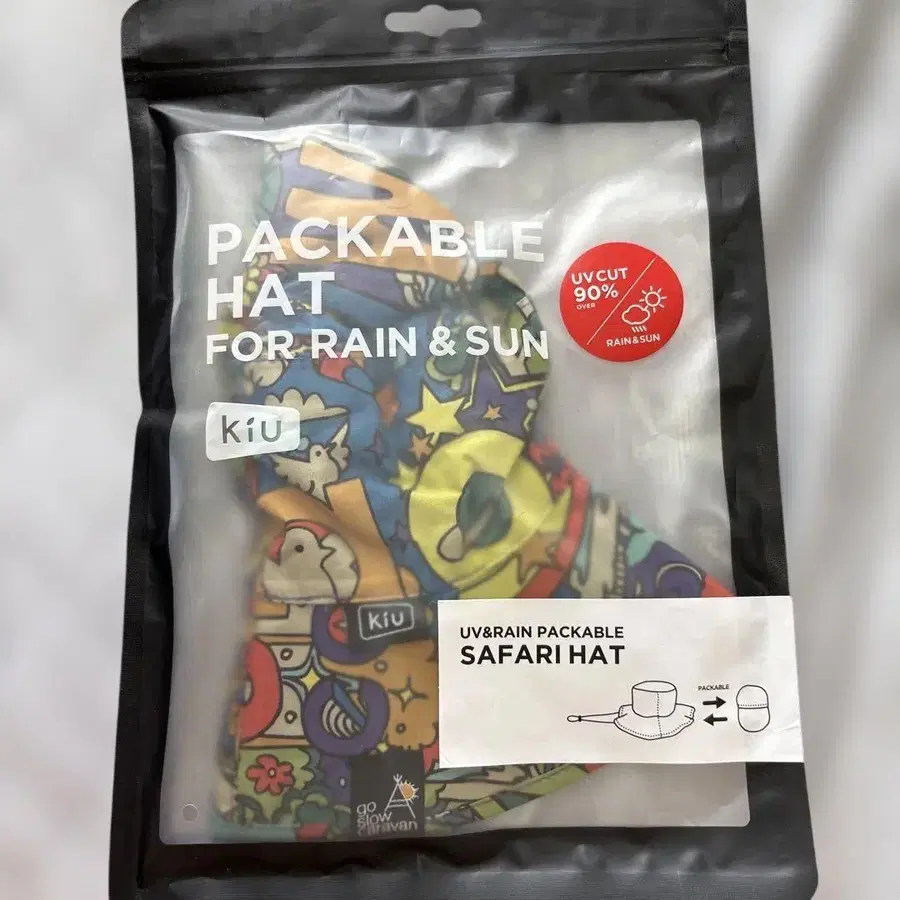 PACKABLE
HAT
FOR RAIN & SUN
UV CUT
90%
OVER
RAIN&SUN
kiu
kiu
UV&RAIN PACKABLE
SAFARI HAT
PACKABLE
go
slow
caravan